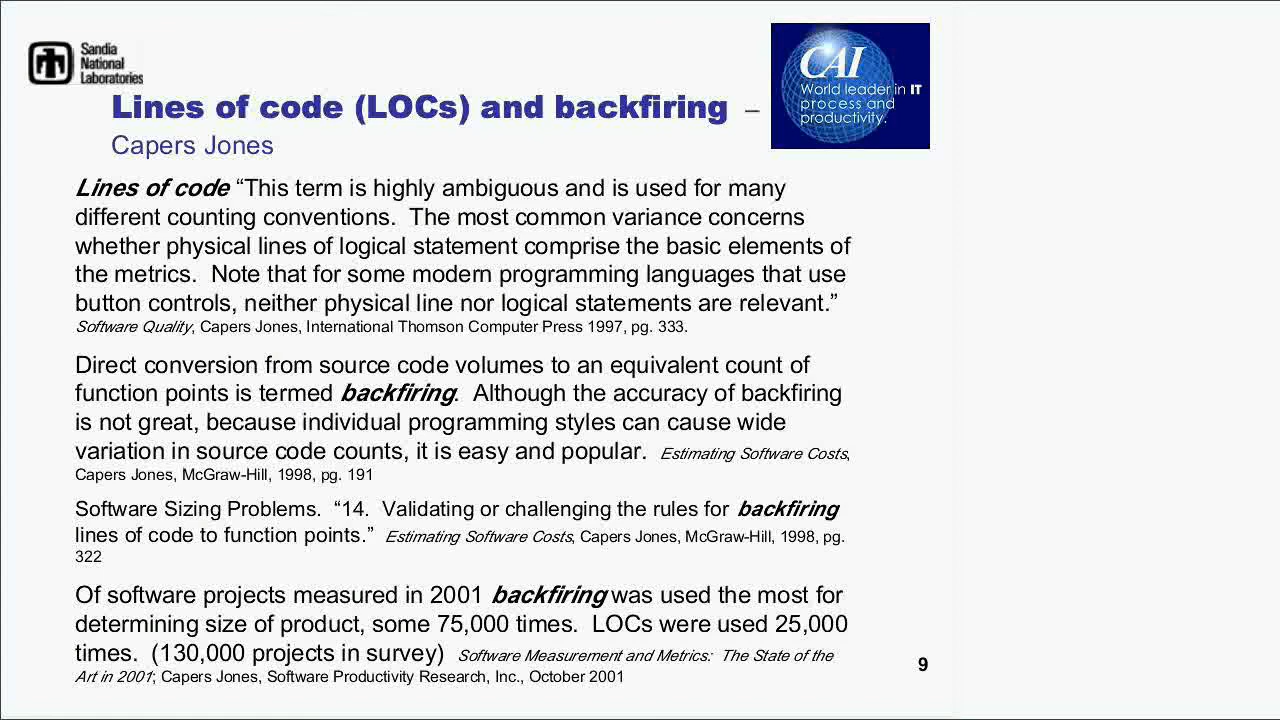 Sandia
National
Laboratories
CAI
World leader in IT
process and
productivity.
Lines of code (LOCs) and backfiring –
Capers Jones
Lines of code “This term is highly ambiguous and is used for many
different counting conventions. The most common variance concerns
whether physical lines of logical statement comprise the basic elements of
the metrics. Note that for some modern programming languages that use
button controls, neither physical line nor logical statements are relevant.”
Software Quality, Capers Jones, International Thomson Computer Press 1997, pg. 333.
Direct conversion from source code volumes to an equivalent count of
function points is termed backfiring. Although the accuracy of backfiring
is not great, because individual programming styles can cause wide
variation in source code counts, it is easy and popular. Estimating Software Costs,
Capers Jones, McGraw-Hill, 1998, pg. 191
Software Sizing Problems. “14. Validating or challenging the rules for backfiring
lines of code to function points.” Estimating Software Costs, Capers Jones, McGraw-Hill, 1998, pg.
322
Of software projects measured in 2001 backfiring was used the most for
determining size of product, some 75,000 times. LOCs were used 25,000
times. (130,000 projects in survey) Software Measurement and Metrics: The State of the
Art in 2001, Capers Jones, Software Productivity Research, Inc., October 2001
9